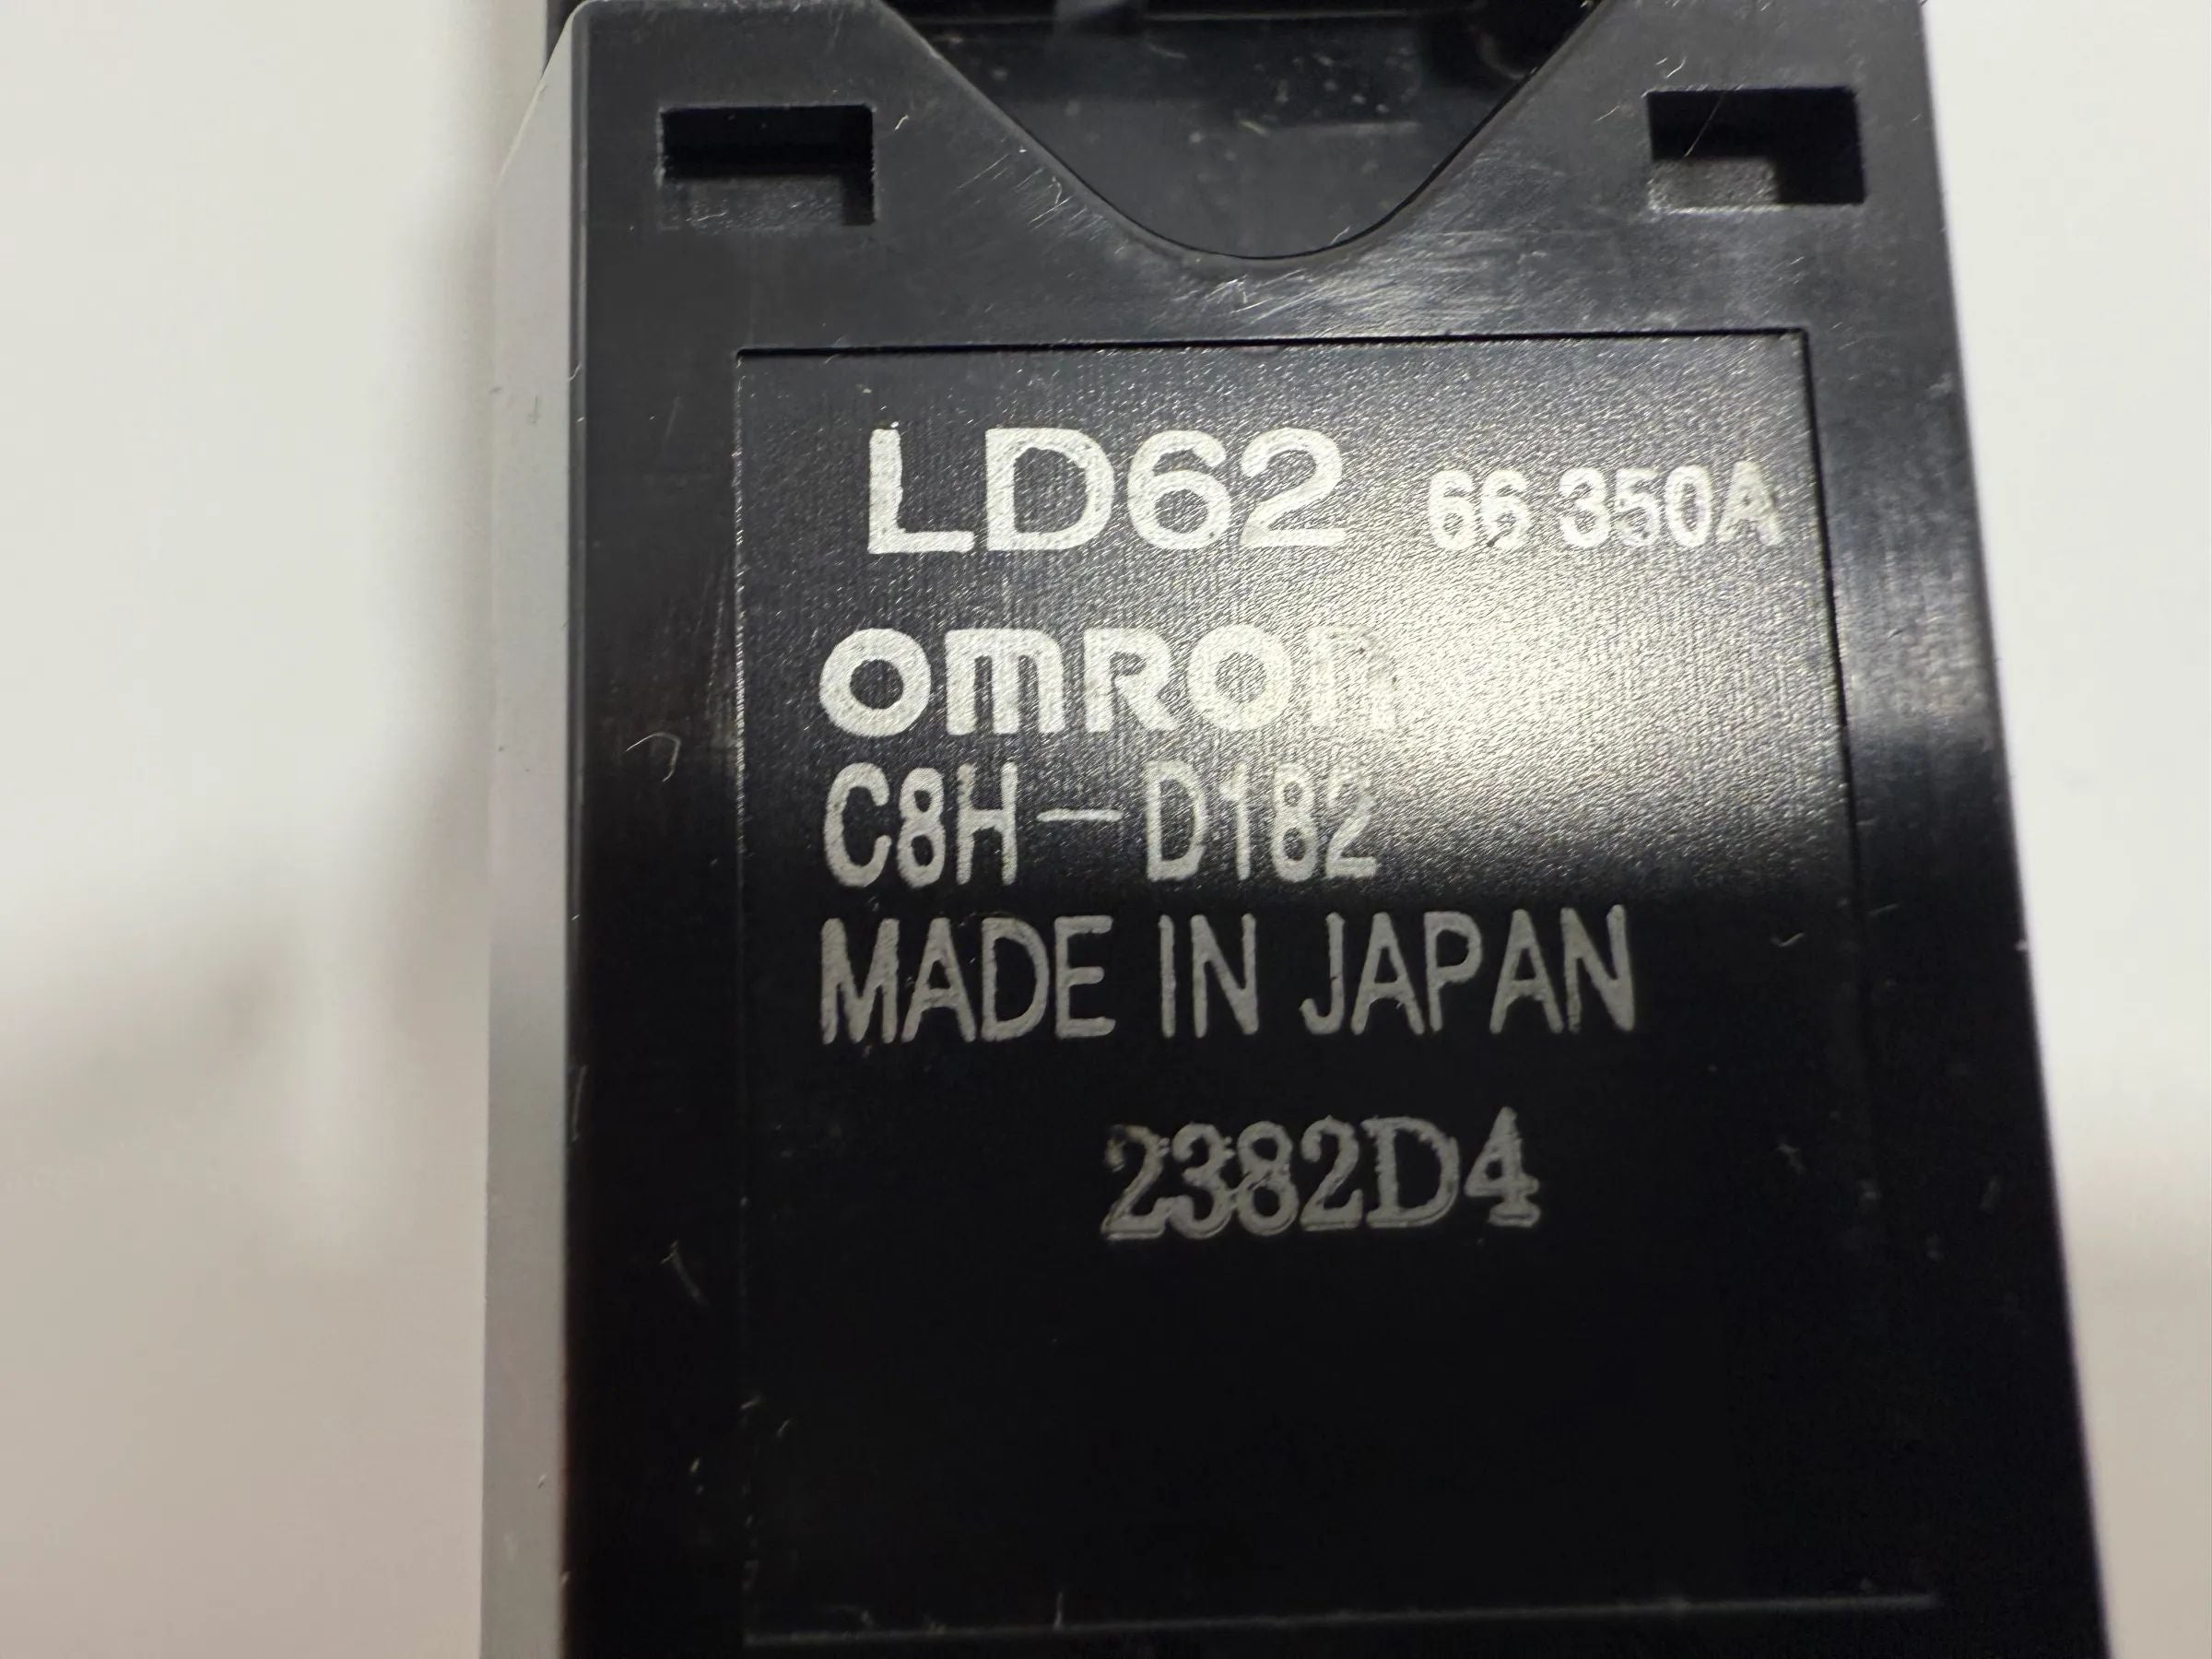 LD62 66 350A
omron
C8H-D182
MADE IN JAPAN
2382D4